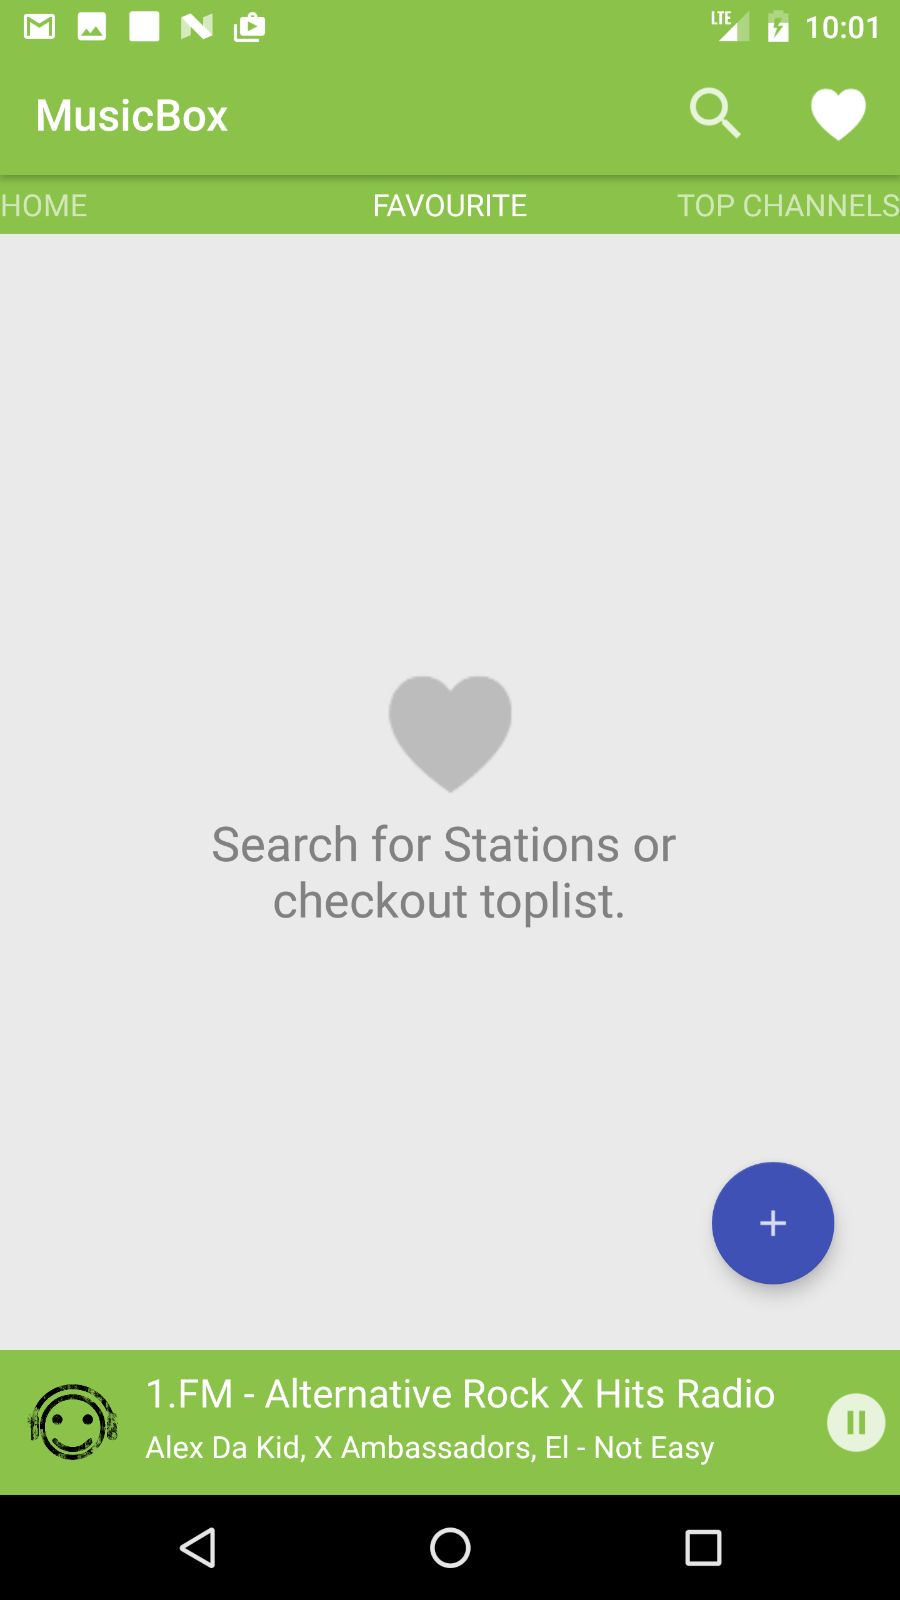 LTE 10:01
MusicBox
HOME FAVOURITE TOP CHANNELS
Search for Stations or
checkout toplist.
+
1.FM - Alternative Rock X Hits Radio
Alex Da Kid, X Ambassadors, El - Not Easy